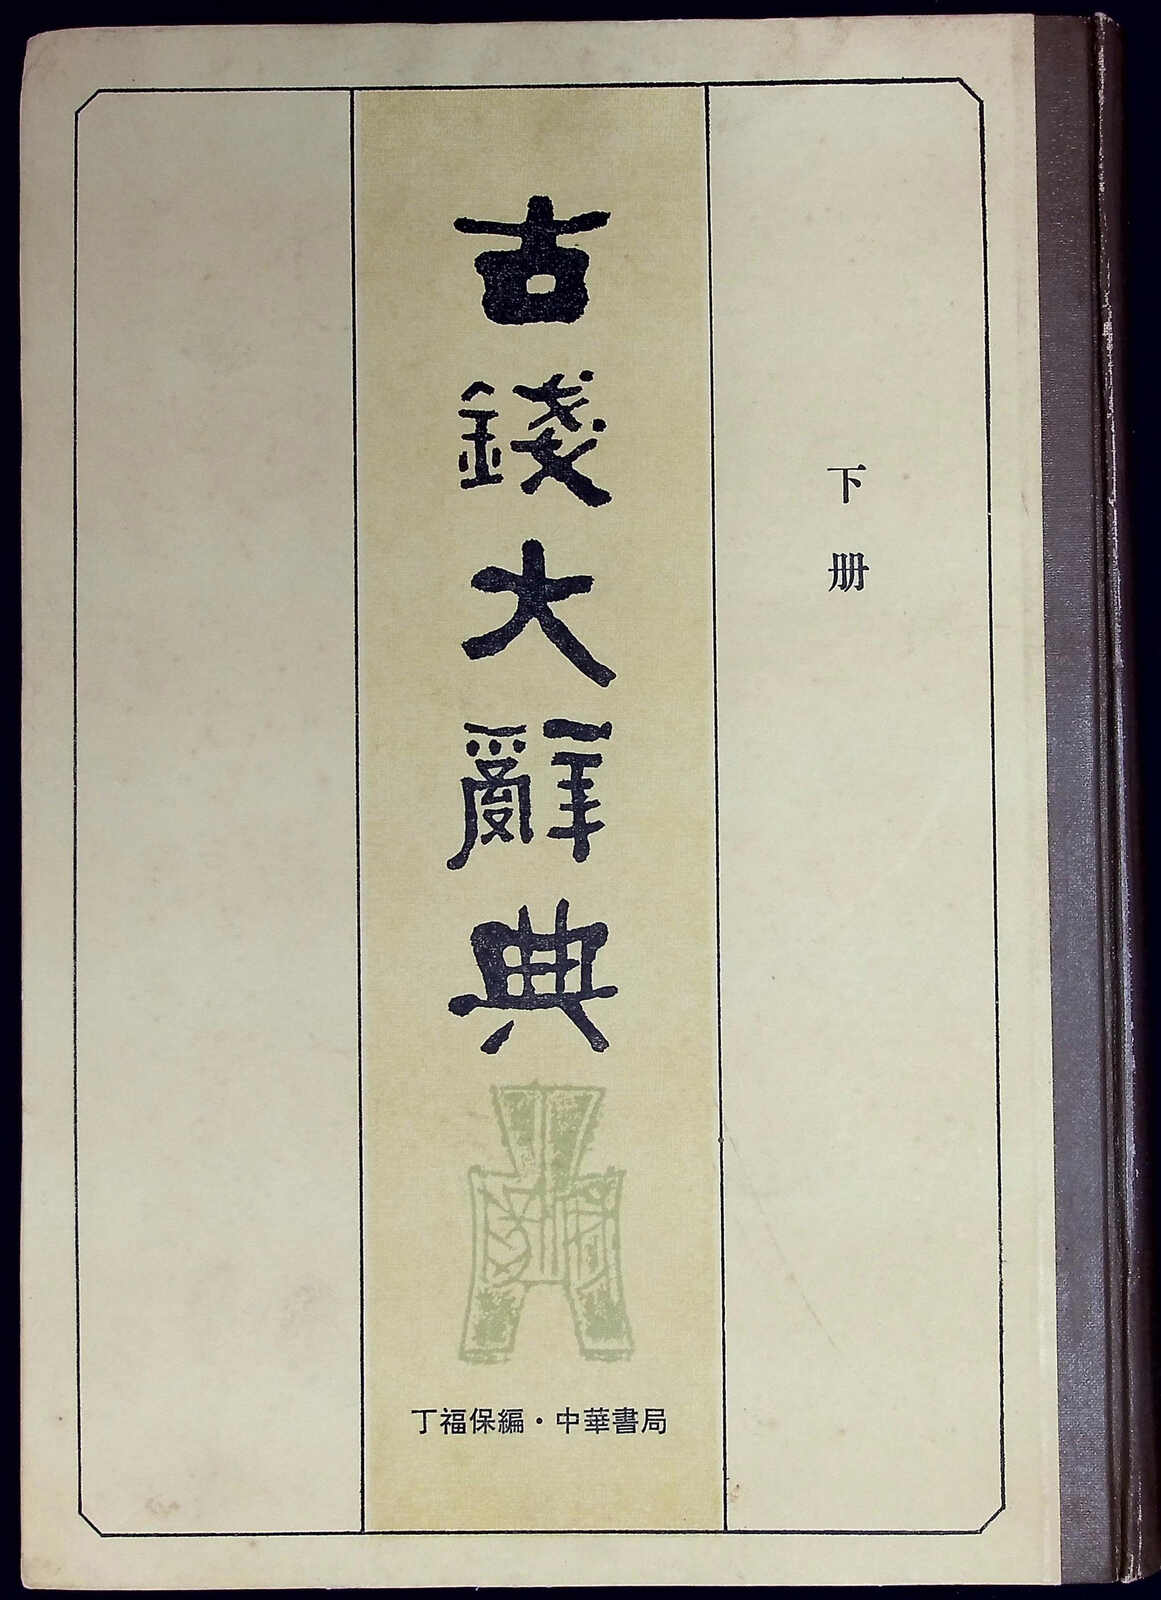 古錢大辭典
下册
丁福保編・中華書局